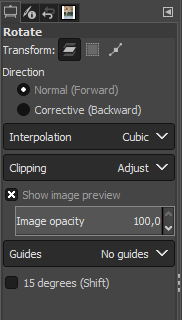 Rotate
Transform:
Direction
Normal (Forward)
Corrective (Backward)
Interpolation Cubic
Clipping Adjust
Show image preview
Image opacity 100,0
Guides No guides
15 degrees (Shift)